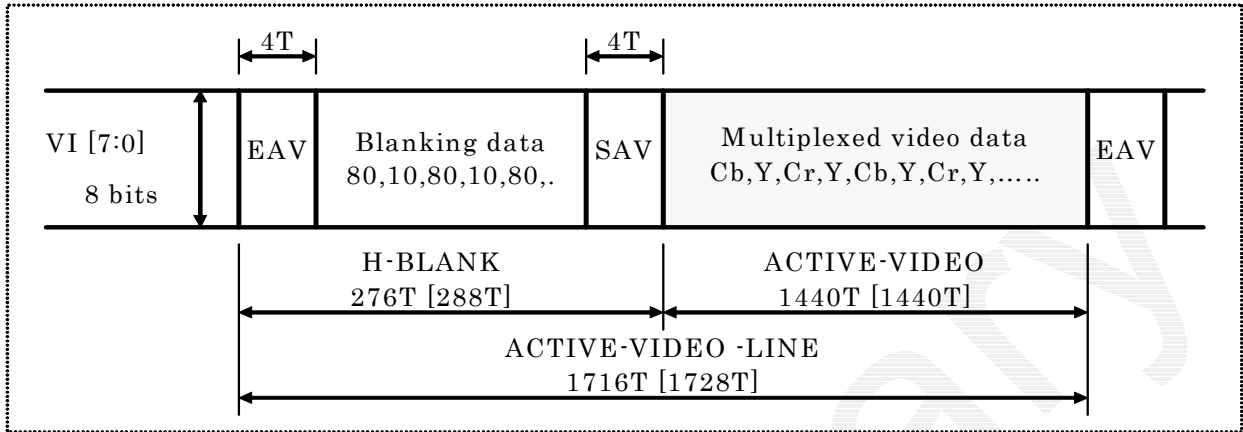 4T
4T
VI [7:0]
8 bits
EAV
Blanking data
80,10,80,10,80,.
SAV
Multiplexed video data
Cb,Y,Cr,Y,Cb,Y,Cr,Y,.....
EAV
H-BLANK
276T [288T]
ACTIVE-VIDEO
1440T [1440T]
ACTIVE-VIDEO -LINE
1716T [1728T]